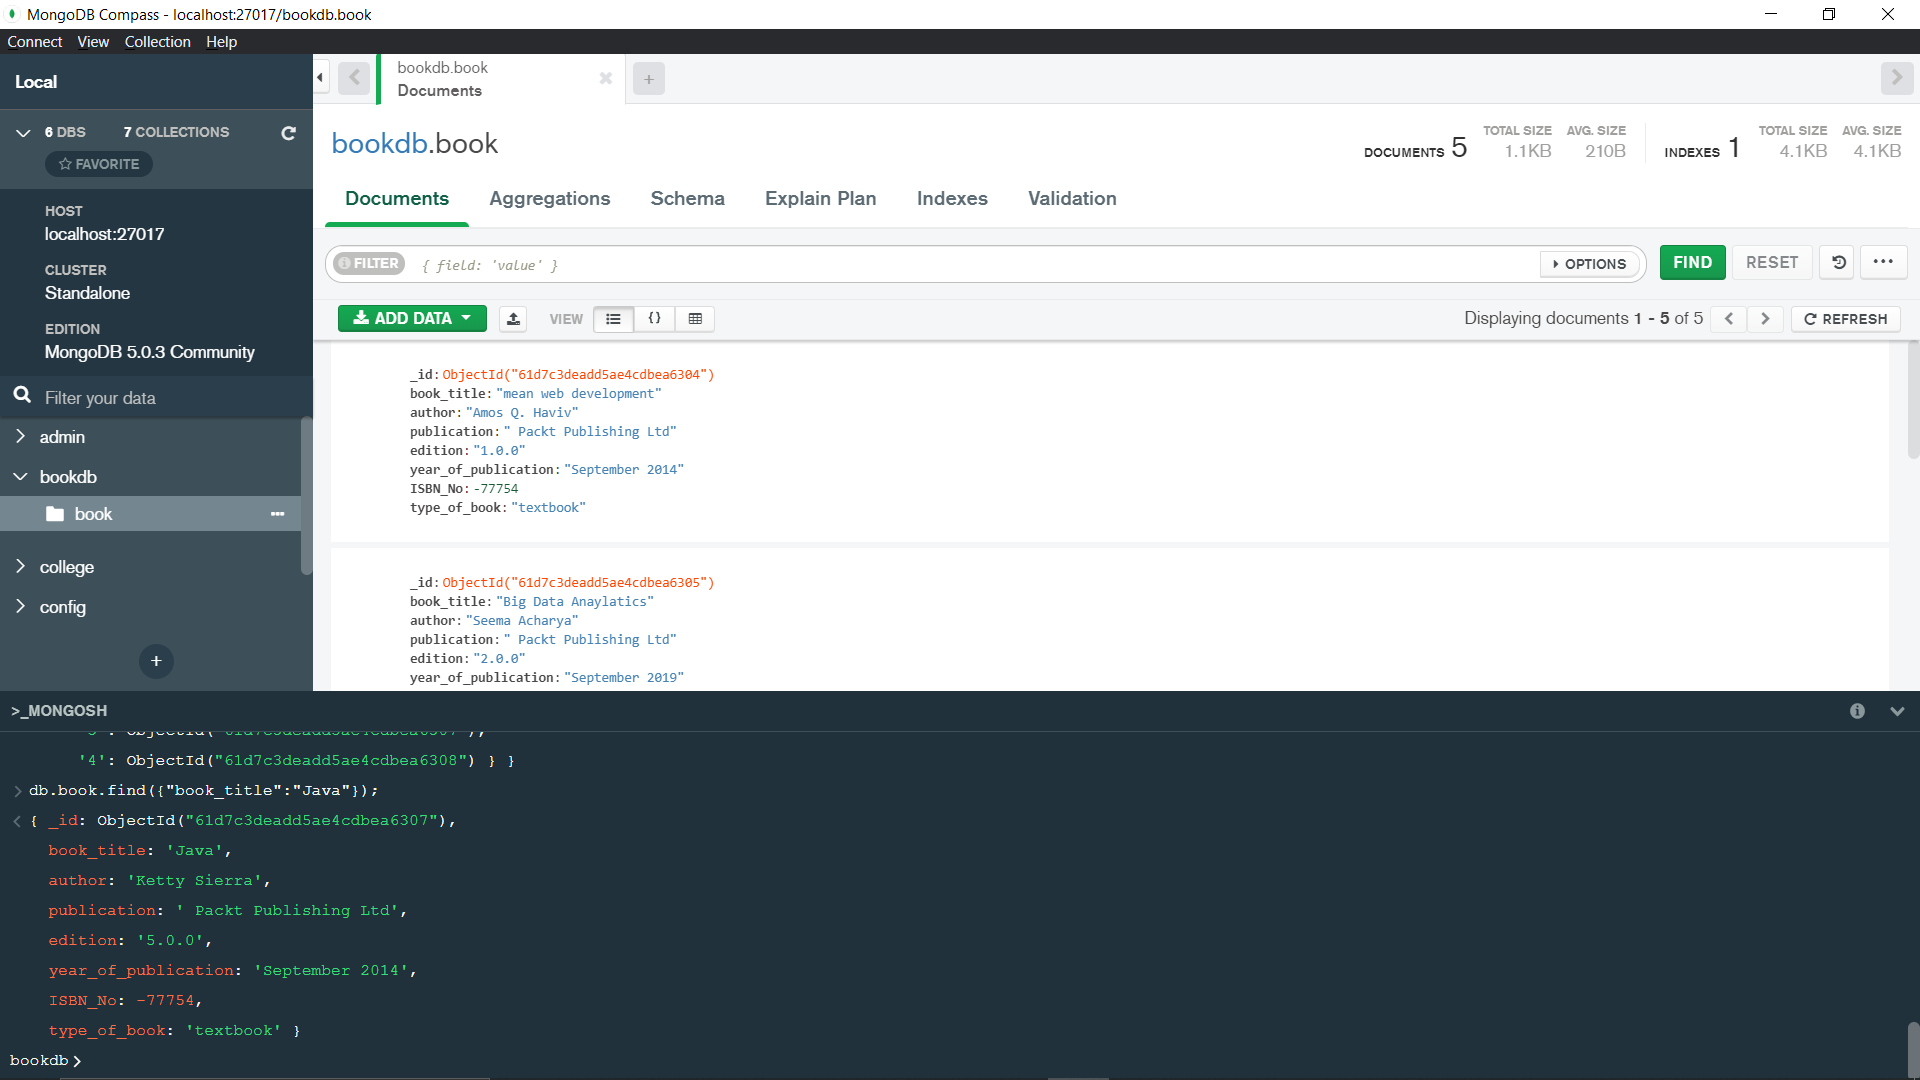 MongoDB Compass - localhost:27017/bookdb.book
Connect View Collection Help
Local
6 DBS 7 COLLECTIONS
FAVORITE
HOST
localhost:27017
CLUSTER
Standalone
EDITION
MongoDB 5.0.3 Community
Filter your data
admin
bookdb
book
college
config
bookdb.book
Documents
bookdb.book
DOCUMENTS 5 TOTAL SIZE 1.1KB AVG. SIZE 210B INDEXES 1 TOTAL SIZE 4.1KB AVG. SIZE 4.1KB
Documents Aggregations Schema Explain Plan Indexes Validation
FILTER { field: 'value' } OPTIONS FIND RESET
ADD DATA VIEW Displaying documents 1 - 5 of 5 REFRESH
_id: ObjectId("61d7c3deadd5ae4cdbea6304")
book_title: "mean web development"
author: "Amos Q. Haviv"
publication: " Packt Publishing Ltd"
edition: "1.0.0"
year_of_publication: "September 2014"
ISBN_No: -77754
type_of_book: "textbook"
_id: ObjectId("61d7c3deadd5ae4cdbea6305")
book_title: "Big Data Anaylatics"
author: "Seema Acharya"
publication: " Packt Publishing Ltd"
edition: "2.0.0"
year_of_publication: "September 2019"
>_MONGOSH
'4': ObjectId("61d7c3deadd5ae4cdbea6308") } }
> db.book.find({"book_title":"Java"});
< { _id: ObjectId("61d7c3deadd5ae4cdbea6307"),
book_title: 'Java',
author: 'Ketty Sierra',
publication: ' Packt Publishing Ltd',
edition: '5.0.0',
year_of_publication: 'September 2014',
ISBN_No: -77754,
type_of_book: 'textbook' }
bookdb >